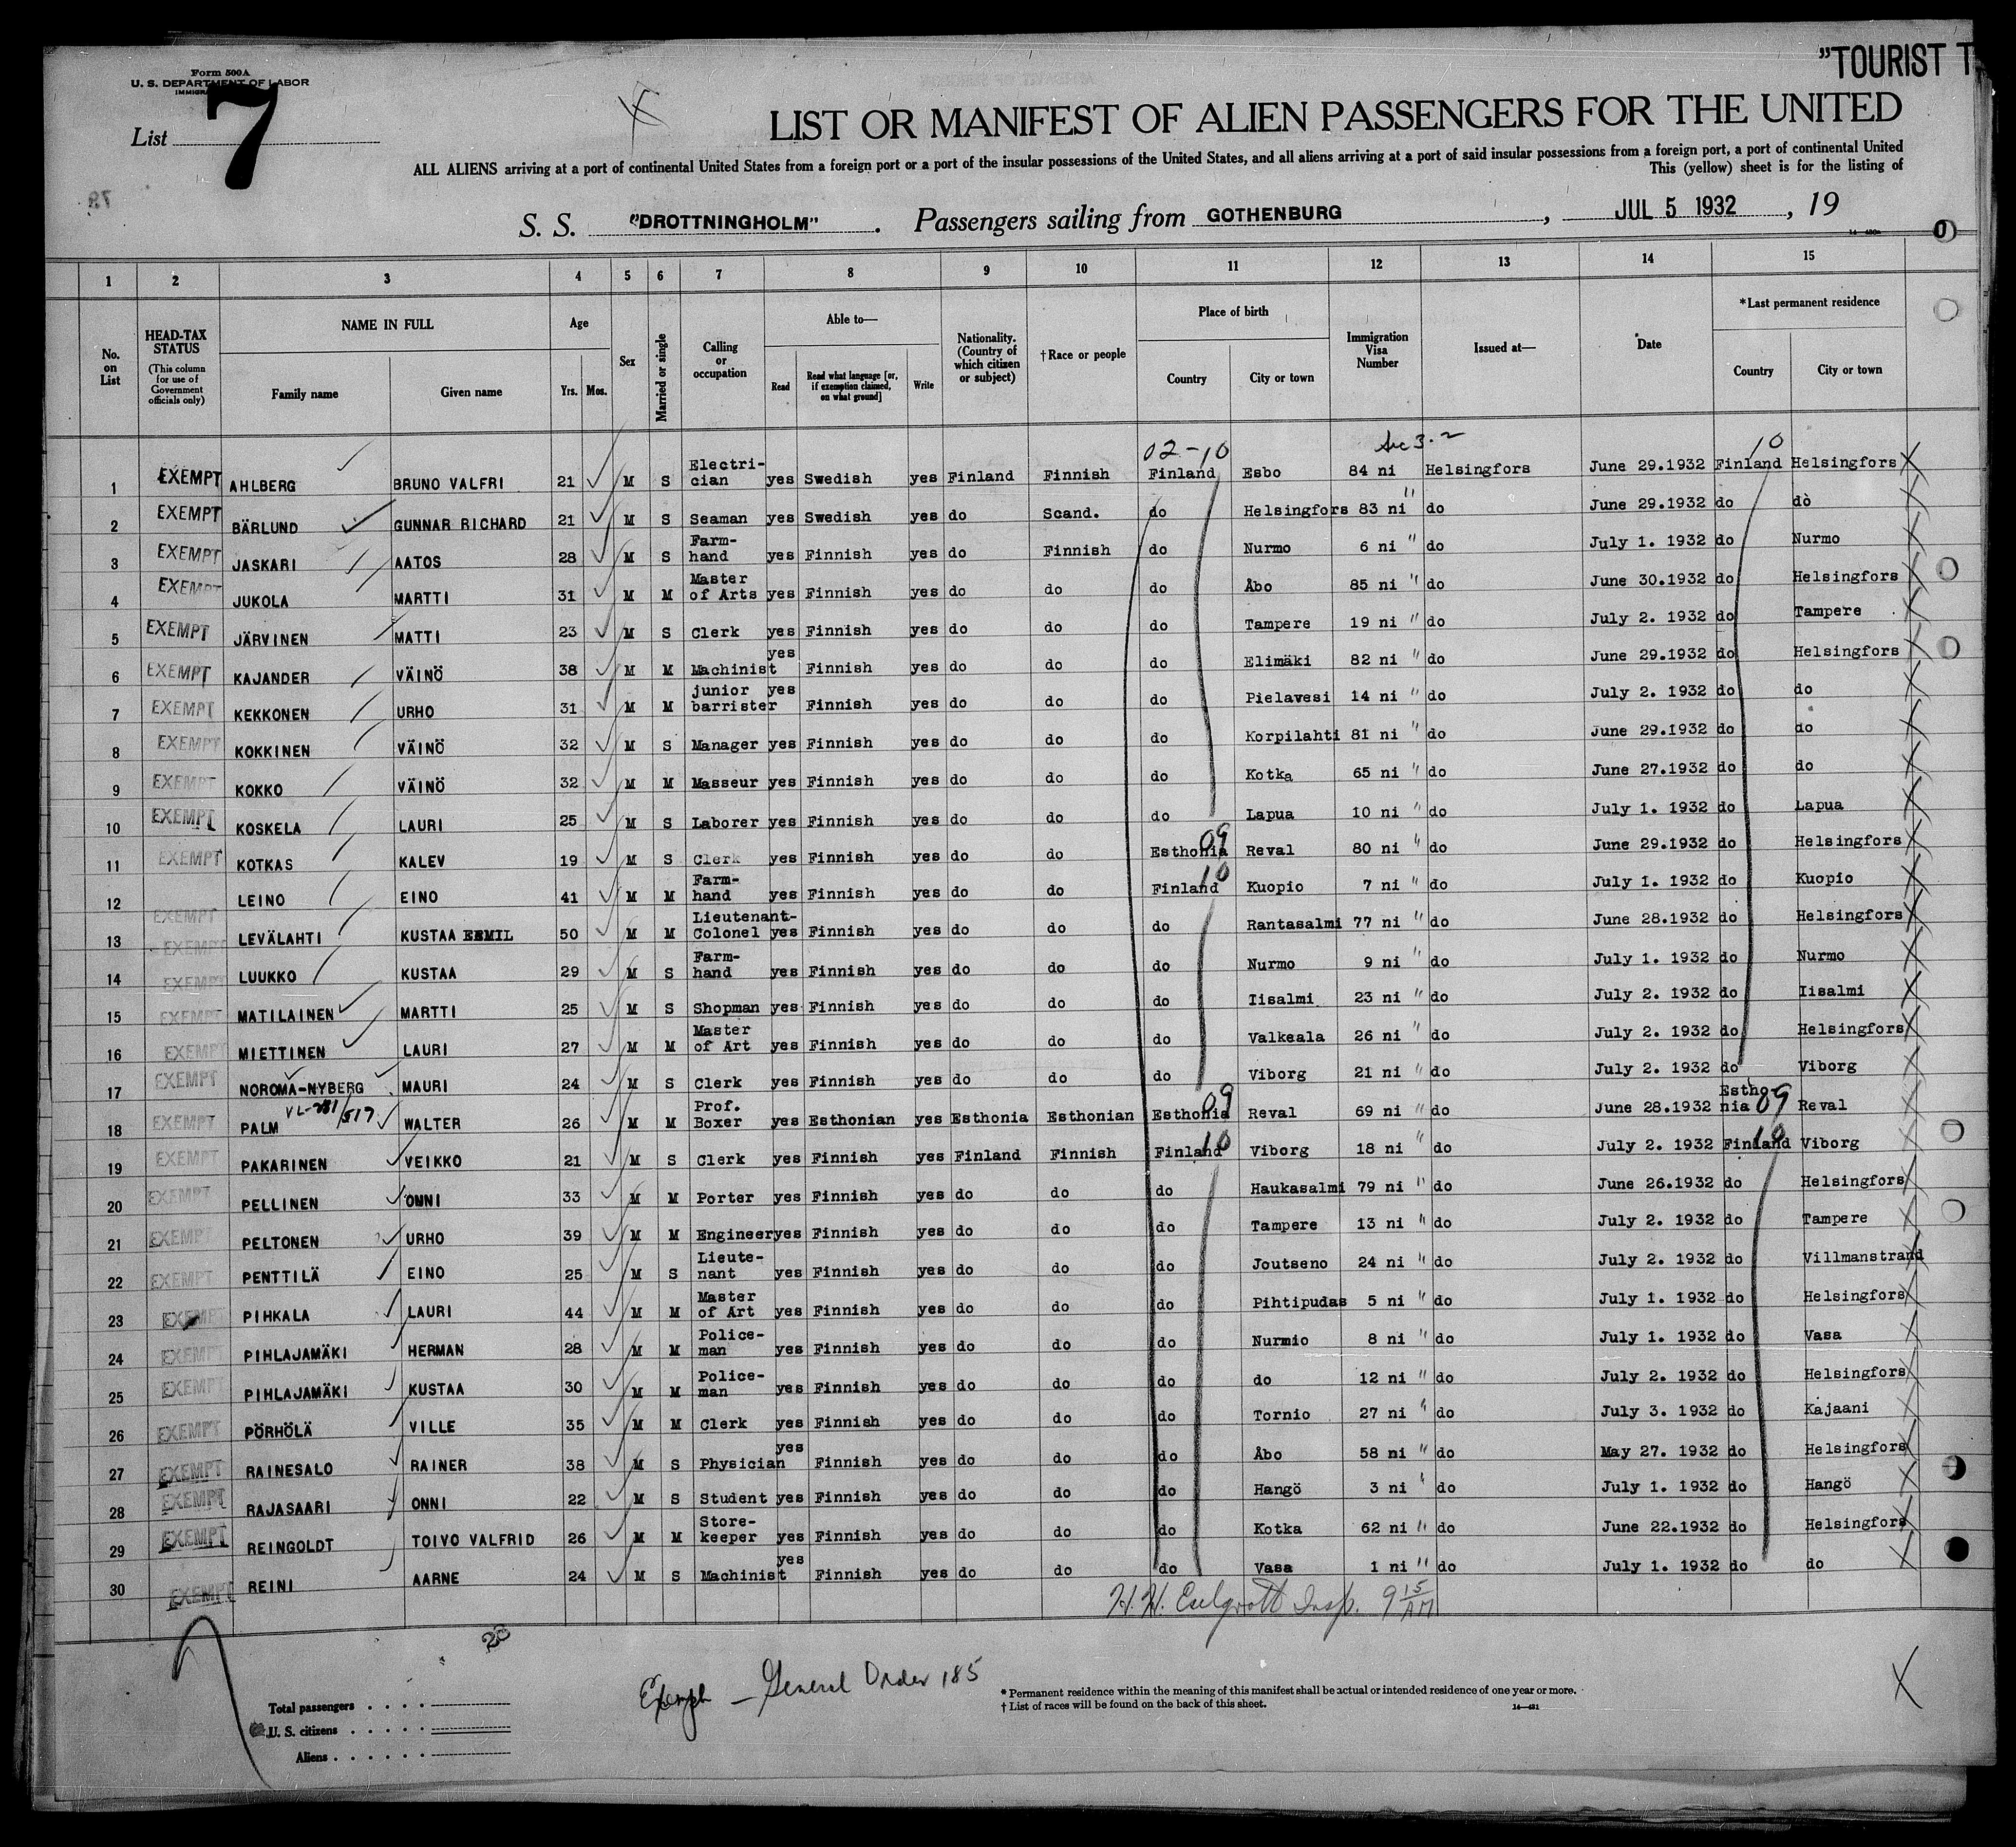 "TOURIST T
Form 500A
U. S. DEPARTMENT OF LABOR
List 7
LIST OR MANIFEST OF ALIEN PASSENGERS FOR THE UNITED
ALL ALIENS arriving at a port of continental United States from a foreign port or a port of the insular possessions of the United States, and all aliens arriving at a port of said insular possessions from a foreign port, a port of continental United
This (yellow) sheet is for the listing of
S. S. "DROTTNINGHOLM". Passengers sailing from GOTHENBURG, JUL 5 1932, 19
1 2 3 4 5 6 7 8 9 10 11 12 13 14 15
No. on List
HEAD-TAX STATUS (This column for use of Government officials only)
NAME IN FULL Family name Given name
Age Yrs. Mos.
Sex
Married or single
Calling or occupation
Able to— Read Read what language [or, if exemption claimed, on what ground] Write
Nationality. (Country of which citizen or subject)
†Race or people
Place of birth Country City or town
Immigration Visa Number
Issued at—
Date
*Last permanent residence Country City or town
02-10 Sec 3-2 10
1 EXEMPT AHLBERG BRUNO VALFRI 21 M S Electri-cian yes Swedish yes Finland Finnish Finland Esbo 84 ni Helsingfors June 29.1932 Finland Helsingfors
2 EXEMPT BÄRLUND GUNNAR RICHARD 21 M S Seaman yes Swedish yes do Scand. do Helsingfors 83 ni " do June 29.1932 do do
3 EXEMPT JASKARI AATOS 28 M S Farm-hand yes Finnish yes do Finnish do Nurmo 6 ni " do July 1. 1932 do Nurmo
4 EXEMPT JUKOLA MARTTI 31 M M Master of Arts yes Finnish yes do do do Åbo 85 ni " do June 30.1932 do Helsingfors
5 EXEMPT JÄRVINEN MATTI 23 M S Clerk yes Finnish yes do do do Tampere 19 ni " do July 2. 1932 do Tampere
6 EXEMPT KAJANDER VÄINÖ 38 M M Machinist yes Finnish yes do do do Elimäki 82 ni " do June 29.1932 do Helsingfors
7 EXEMPT KEKKONEN URHO 31 M M junior barrister yes Finnish yes do do do Pielavesi 14 ni " do July 2. 1932 do do
8 EXEMPT KOKKINEN VÄINÖ 32 M S Manager yes Finnish yes do do do Korpilahti 81 ni " do June 29.1932 do do
9 EXEMPT KOKKO VÄINÖ 32 M M Masseur yes Finnish yes do do do Kotka 65 ni " do June 27.1932 do do
10 EXEMPT KOSKELA LAURI 25 M S Laborer yes Finnish yes do do do Lapua 10 ni " do July 1. 1932 do Lapua
11 EXEMPT KOTKAS KALEV 19 M S Clerk yes Finnish yes do do Esthonia 09 Reval 80 ni " do June 29.1932 do Helsingfors
12 EXEMPT LEINO EINO 41 M M Farm-hand yes Finnish yes do do Finland 10 Kuopio 7 ni " do July 1. 1932 do Kuopio
13 EXEMPT LEVÄLAHTI KUSTAA EEMIL 50 M M Lieutenant-Colonel yes Finnish yes do do do Rantasalmi 77 ni " do June 28.1932 do Helsingfors
14 EXEMPT LUUKKO KUSTAA 29 M S Farm-hand yes Finnish yes do do do Nurmo 9 ni " do July 1. 1932 do Nurmo
15 EXEMPT MATILAINEN MARTTI 25 M S Shopman yes Finnish yes do do do Iisalmi 23 ni " do July 2. 1932 do Iisalmi
16 EXEMPT MIETTINEN LAURI 27 M M Master of Art yes Finnish yes do do do Valkeala 26 ni " do July 2. 1932 do Helsingfors
17 EXEMPT NOROMA-NYBERG MAURI 24 M S Clerk yes Finnish yes do do do Viborg 21 ni " do July 2. 1932 do Viborg
18 EXEMPT PALM WALTER 26 M M Prof. Boxer yes Esthonian yes Esthonia Esthonian Esthonia 09 Reval 69 ni " do June 28.1932 Esthonia 09 Reval
19 EXEMPT PAKARINEN VEIKKO 21 M S Clerk yes Finnish yes Finland Finnish Finland 10 Viborg 18 ni " do July 2. 1932 Finland 10 Viborg
20 EXEMPT PELLINEN ONNI 33 M M Porter yes Finnish yes do do do Haukasalmi 79 ni " do June 26.1932 do Helsingfors
21 EXEMPT PELTONEN URHO 39 M M Engineer yes Finnish yes do do do Tampere 13 ni " do July 2. 1932 do Tampere
22 EXEMPT PENTTILÄ EINO 25 M S Lieute-nant yes Finnish yes do do do Joutseno 24 ni " do July 2. 1932 do Villmanstrand
23 EXEMPT PIHKALA LAURI 44 M M Master of Art yes Finnish yes do do do Pihtipudas 5 ni " do July 1. 1932 do Helsingfors
24 EXEMPT PIHLAJAMÄKI HERMAN 28 M M Police-man yes Finnish yes do do do Nurmio 8 ni " do July 1. 1932 do Vasa
25 EXEMPT PIHLAJAMÄKI KUSTAA 30 M M Police-man yes Finnish yes do do do do 12 ni " do July 2. 1932 do Helsingfors
26 EXEMPT PÖRHÖLÄ VILLE 35 M M Clerk yes Finnish yes do do do Tornio 27 ni " do July 3. 1932 do Kajaani
27 EXEMPT RAINESALO RAINER 38 M S Physician yes Finnish yes do do do Åbo 58 ni " do May 27. 1932 do Helsingfors
28 EXEMPT RAJASAARI ONNI 22 M S Student yes Finnish yes do do do Hangö 3 ni " do July 1. 1932 do Hangö
29 EXEMPT REINGOLDT TOIVO VALFRID 26 M M Store-keeper yes Finnish yes do do do Kotka 62 ni " do June 22.1932 do Helsingfors
30 EXEMPT REINI AARNE 24 M S Machinist yes Finnish yes do do do Vasa 1 ni " do July 1. 1932 do do
H. H. Insp. 9 15 AM
General Order 185
Total passengers
U. S. citizens
Aliens
* Permanent residence within the meaning of this manifest shall be actual or intended residence of one year or more.
† List of races will be found on the back of this sheet.